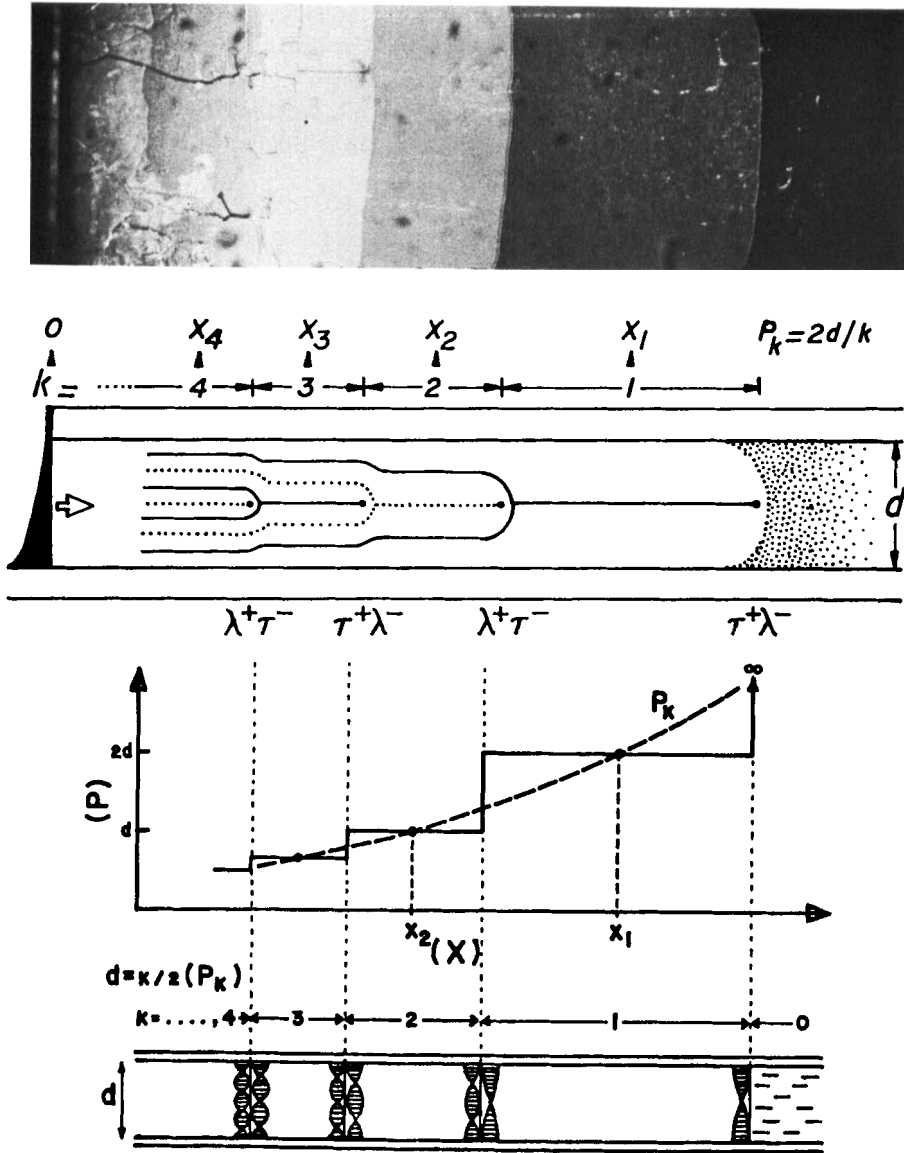 O X₄ X₃ X₂ X₁ Pₖ=2d/k
k = ...... 4 3 2 1
d
λ⁺τ⁻ τ⁺λ⁻ λ⁺τ⁻ τ⁺λ⁻
∞
Pₖ
2d
(P)
d
X₂ (X) X₁
d=K/2(Pₖ)
K=...., 4 3 2 1 0
d